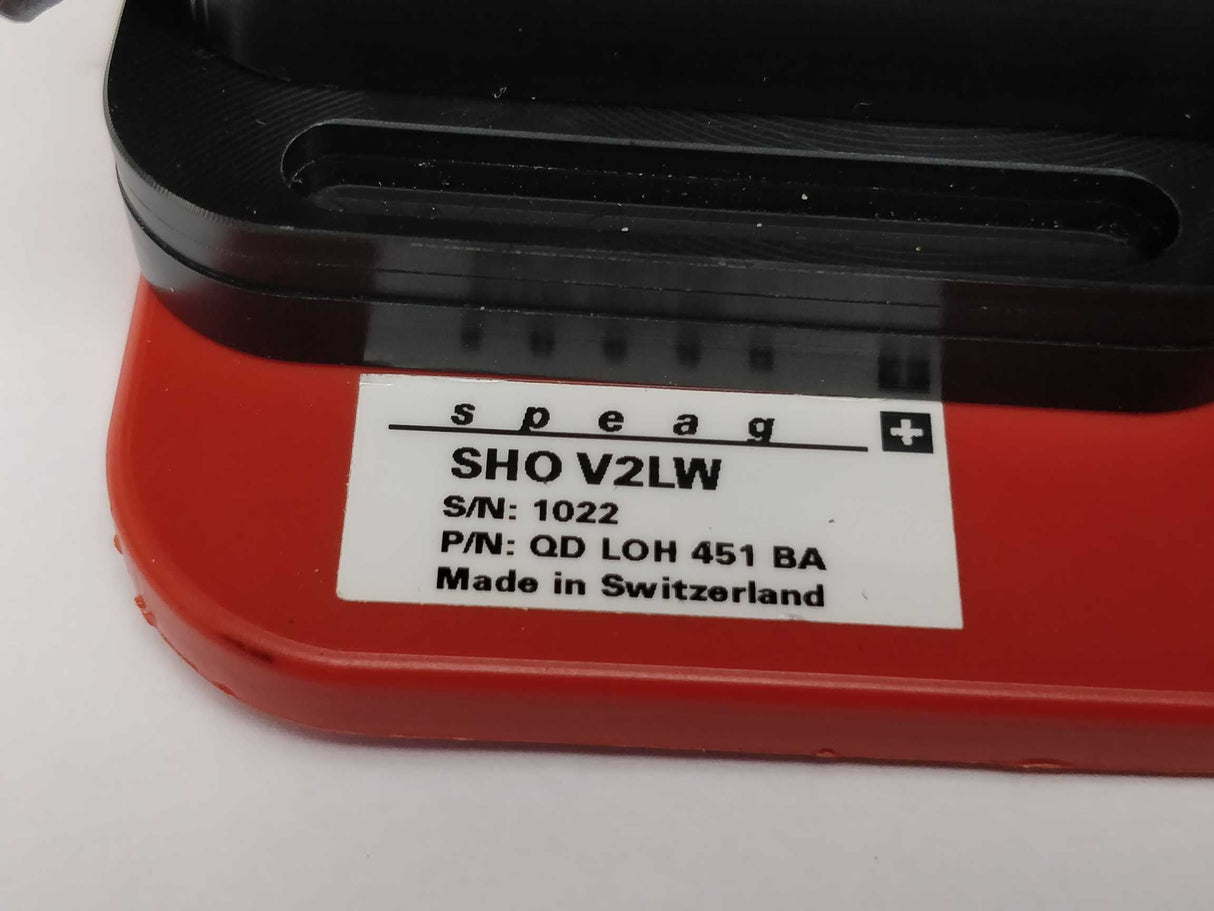 speag
SHO V2LW
S/N: 1022
P/N: QD LOH 451 BA
Made in Switzerland